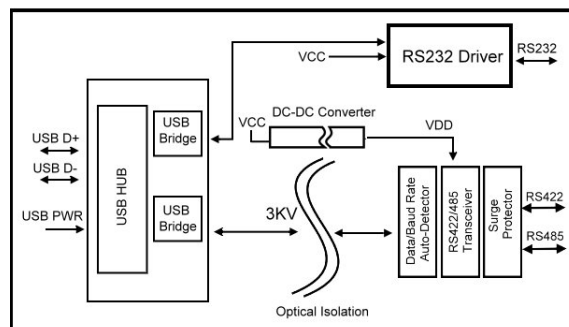 RS232 Driver
RS232
VCC
DC-DC Converter
VCC
VDD
USB D+
USB D-
USB PWR
USB HUB
USB
Bridge
USB
Bridge
3KV
Optical Isolation
Data/Baud Rate
Auto-Detector
RS422/485
Transceiver
Surge
Protector
RS422
RS485